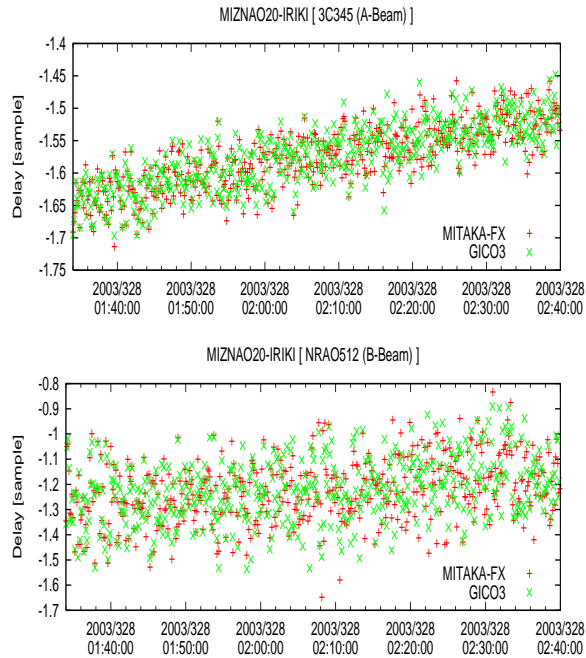 MIZNAO20-IRIKI [ 3C345 (A-Beam) ]
-1.4
-1.45
-1.5
-1.55
-1.6
-1.65
-1.7
-1.75
Delay [sample]
MITAKA-FX
GICO3
2003/328 2003/328 2003/328 2003/328 2003/328 2003/328 2003/328
01:40:00 01:50:00 02:00:00 02:10:00 02:20:00 02:30:00 02:40:00
MIZNAO20-IRIKI [ NRAO512 (B-Beam) ]
-0.8
-0.9
-1
-1.1
-1.2
-1.3
-1.4
-1.5
-1.6
-1.7
Delay [sample]
MITAKA-FX
GICO3
2003/328 2003/328 2003/328 2003/328 2003/328 2003/328 2003/328
01:40:00 01:50:00 02:00:00 02:10:00 02:20:00 02:30:00 02:40:00